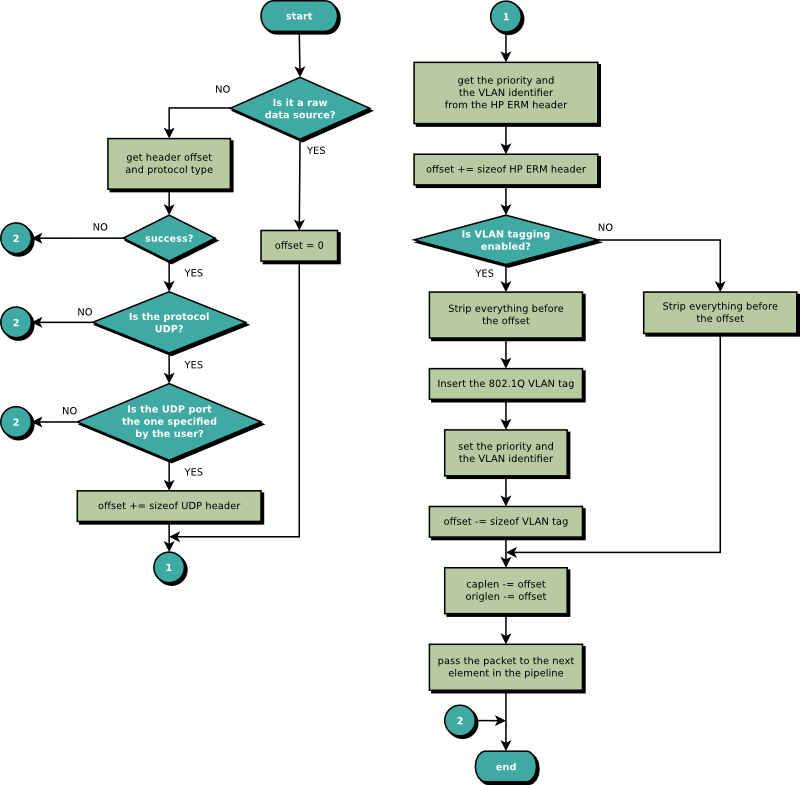 start
Is it a raw
data source?
NO
YES
get header offset
and protocol type
offset = 0
success?
NO
2
YES
Is the protocol
UDP?
NO
2
YES
Is the UDP port
the one specified
by the user?
NO
2
YES
offset += sizeof UDP header
1
1
get the priority and
the VLAN identifier
from the HP ERM header
offset += sizeof HP ERM header
Is VLAN tagging
enabled?
NO
YES
Strip everything before
the offset
Strip everything before
the offset
Insert the 802.1Q VLAN tag
set the priority and
the VLAN identifier
offset -= sizeof VLAN tag
caplen -= offset
origlen -= offset
pass the packet to the next
element in the pipeline
2
end